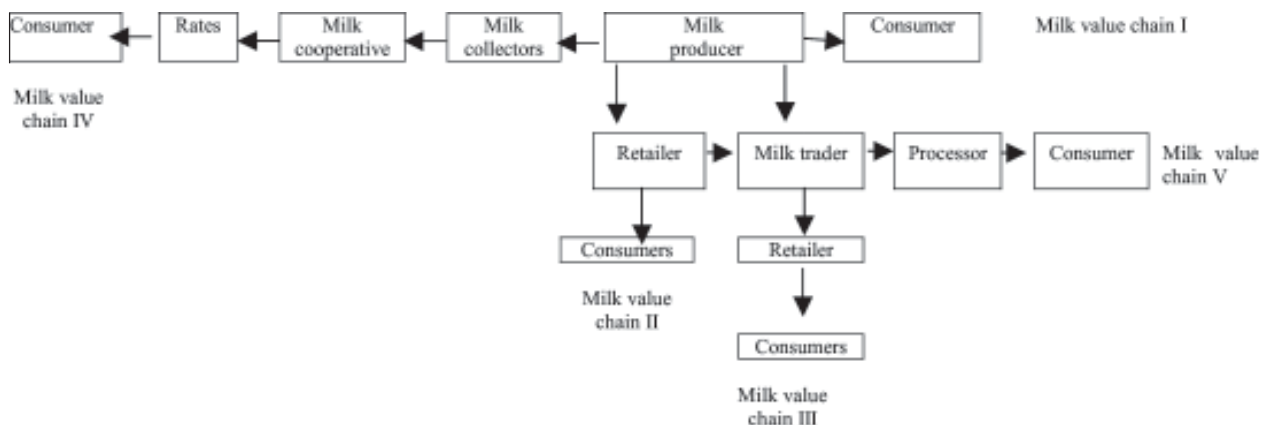 Consumer
Rates
Milk
cooperative
Milk
collectors
Milk
producer
Consumer
Milk value chain I
Milk value
chain IV
Retailer
Milk trader
Processor
Consumer
Milk value
chain V
Consumers
Retailer
Milk value
chain II
Consumers
Milk value
chain III